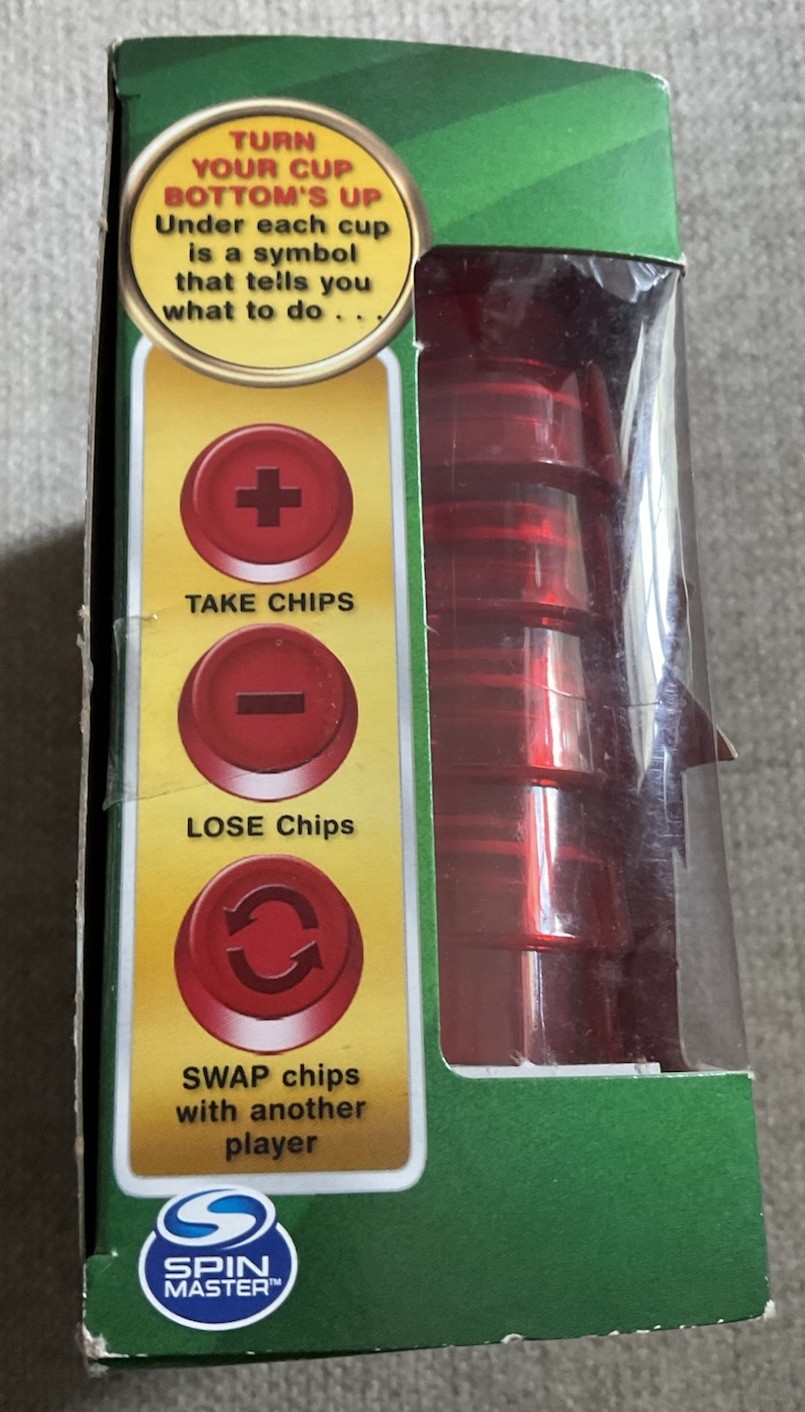 TURN
YOUR CUP
BOTTOM'S UP
Under each cup
is a symbol
that tells you
what to do . . .
TAKE CHIPS
LOSE Chips
SWAP chips
with another
player
SPIN
MASTER™